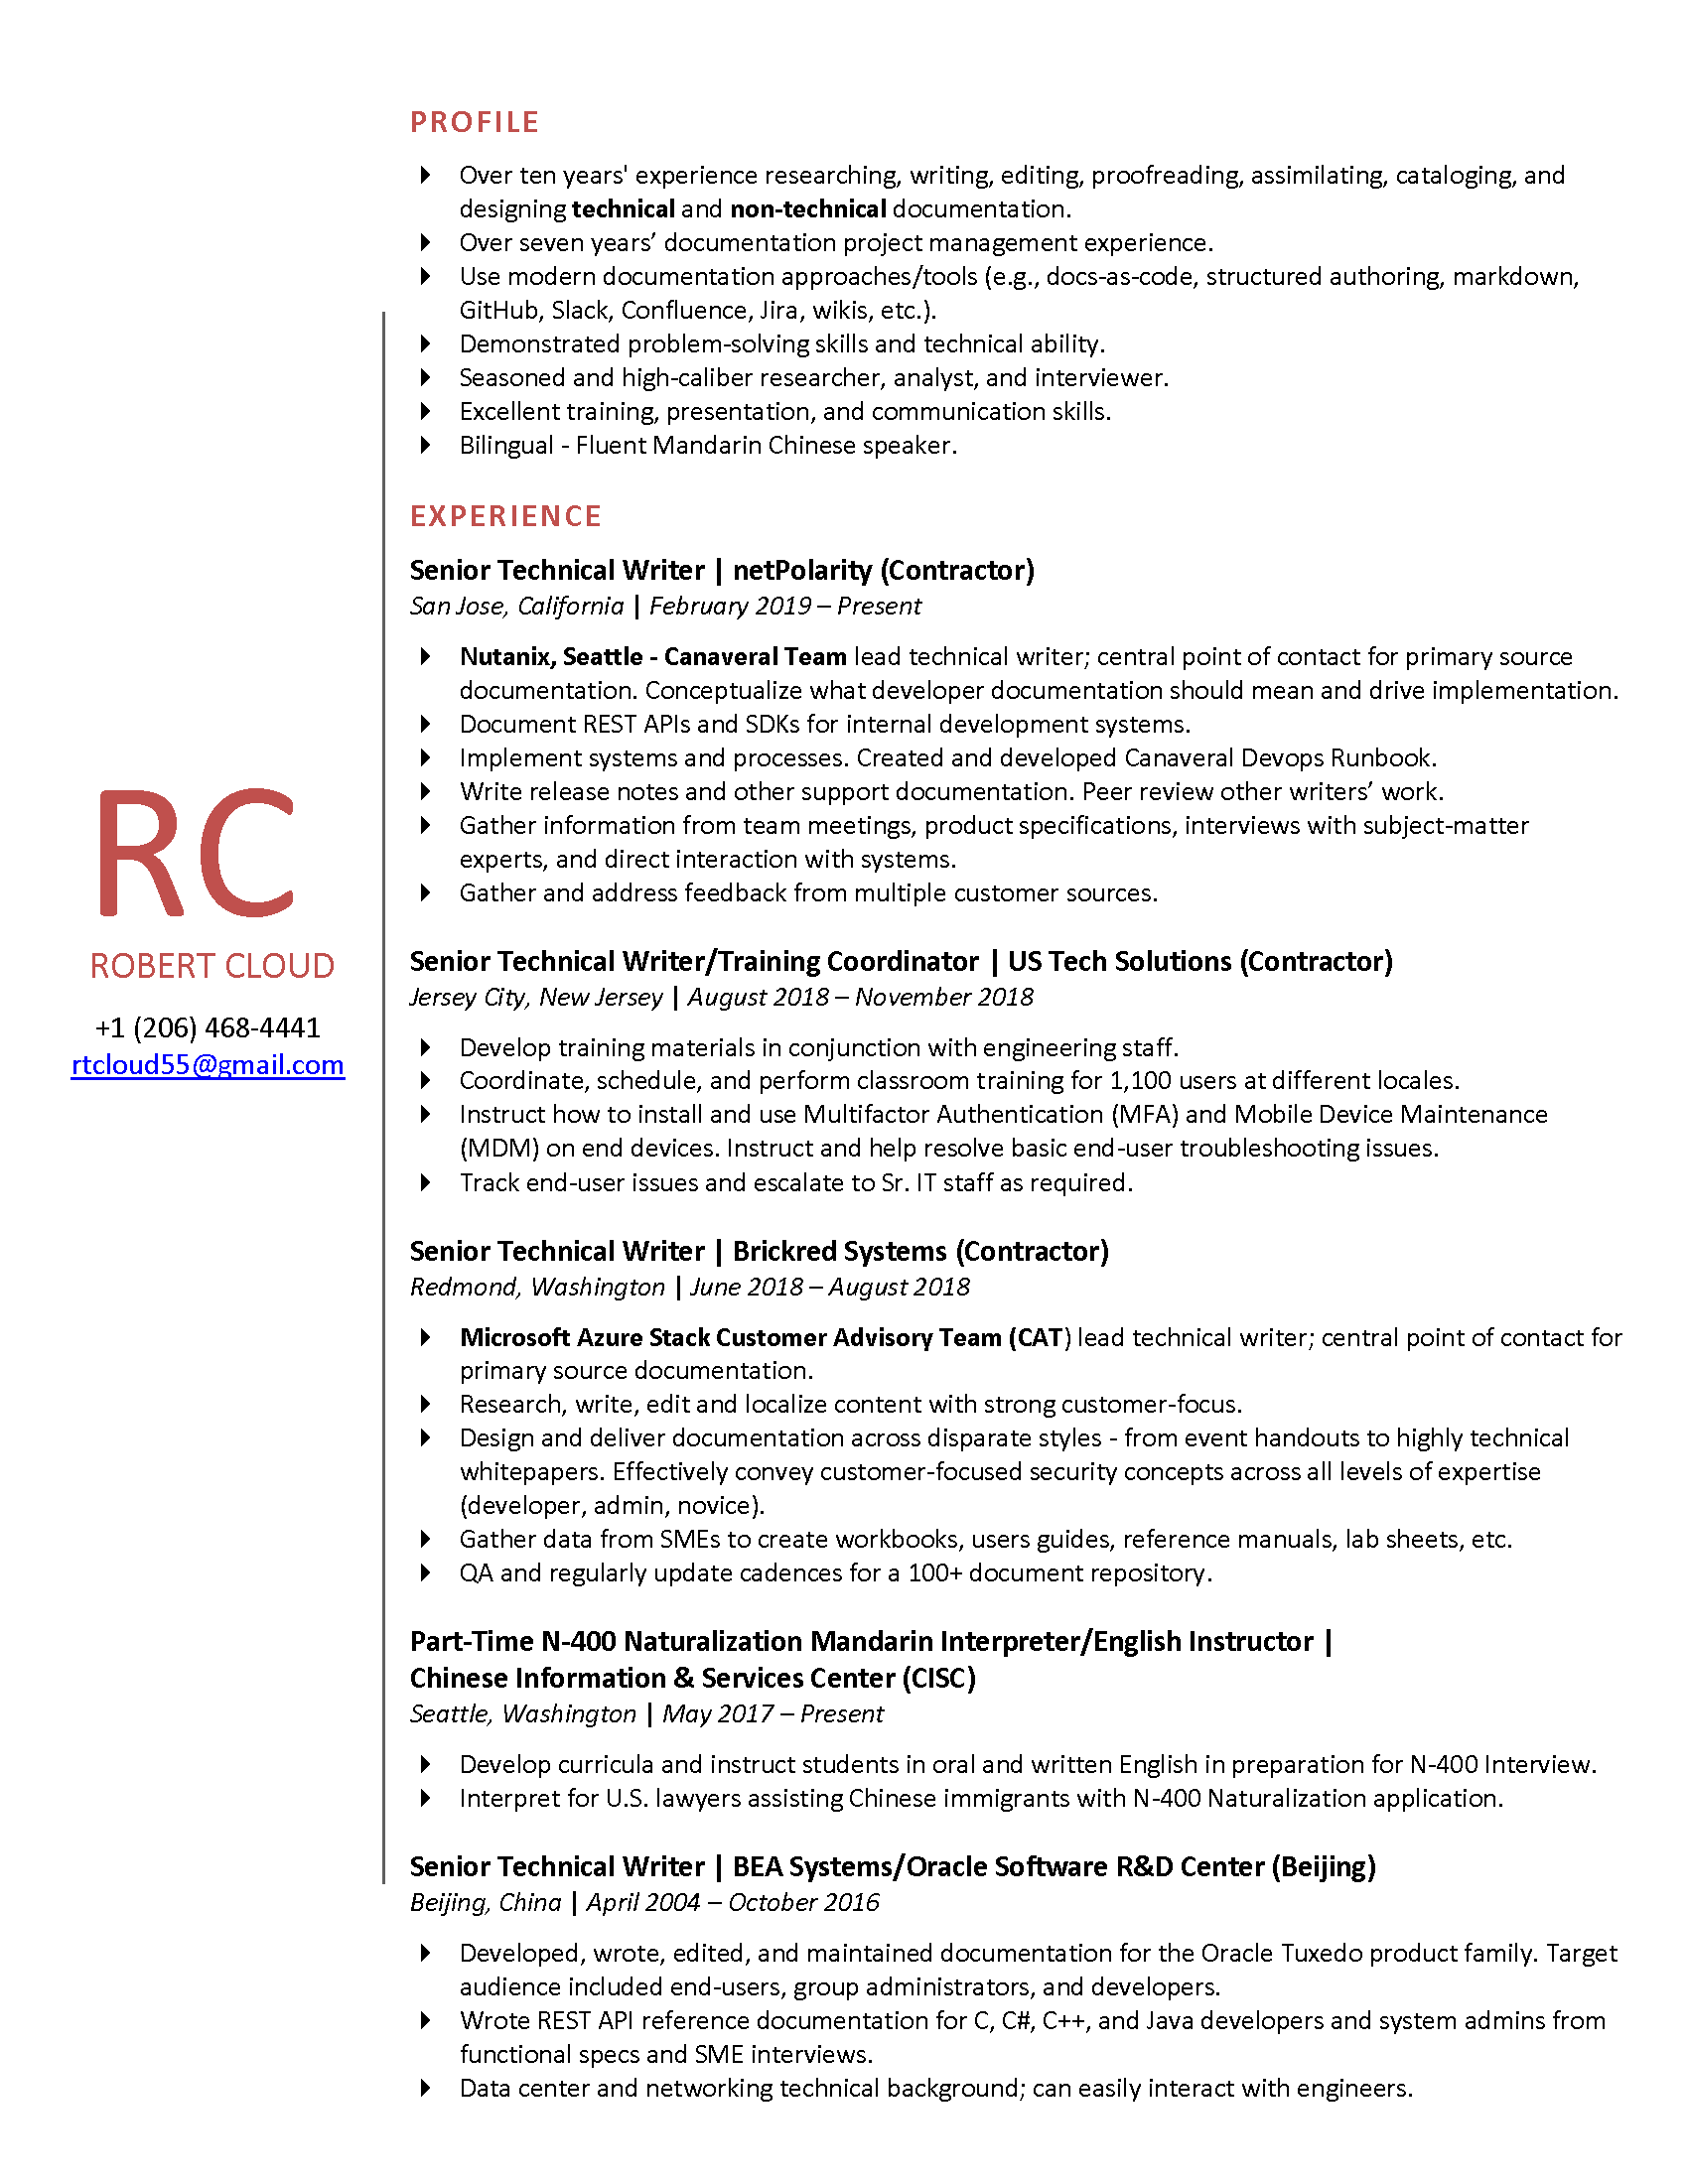 RC
ROBERT CLOUD
+1 (206) 468-4441
rtcloud55@gmail.com
PROFILE
Over ten years' experience researching, writing, editing, proofreading, assimilating, cataloging, and
designing technical and non-technical documentation.
Over seven years’ documentation project management experience.
Use modern documentation approaches/tools (e.g., docs-as-code, structured authoring, markdown,
GitHub, Slack, Confluence, Jira, wikis, etc.).
Demonstrated problem-solving skills and technical ability.
Seasoned and high-caliber researcher, analyst, and interviewer.
Excellent training, presentation, and communication skills.
Bilingual - Fluent Mandarin Chinese speaker.
EXPERIENCE
Senior Technical Writer | netPolarity (Contractor)
San Jose, California | February 2019 – Present
Nutanix, Seattle - Canaveral Team lead technical writer; central point of contact for primary source
documentation. Conceptualize what developer documentation should mean and drive implementation.
Document REST APIs and SDKs for internal development systems.
Implement systems and processes. Created and developed Canaveral Devops Runbook.
Write release notes and other support documentation. Peer review other writers’ work.
Gather information from team meetings, product specifications, interviews with subject-matter
experts, and direct interaction with systems.
Gather and address feedback from multiple customer sources.
Senior Technical Writer/Training Coordinator | US Tech Solutions (Contractor)
Jersey City, New Jersey | August 2018 – November 2018
Develop training materials in conjunction with engineering staff.
Coordinate, schedule, and perform classroom training for 1,100 users at different locales.
Instruct how to install and use Multifactor Authentication (MFA) and Mobile Device Maintenance
(MDM) on end devices. Instruct and help resolve basic end-user troubleshooting issues.
Track end-user issues and escalate to Sr. IT staff as required.
Senior Technical Writer | Brickred Systems (Contractor)
Redmond, Washington | June 2018 – August 2018
Microsoft Azure Stack Customer Advisory Team (CAT) lead technical writer; central point of contact for
primary source documentation.
Research, write, edit and localize content with strong customer-focus.
Design and deliver documentation across disparate styles - from event handouts to highly technical
whitepapers. Effectively convey customer-focused security concepts across all levels of expertise
(developer, admin, novice).
Gather data from SMEs to create workbooks, users guides, reference manuals, lab sheets, etc.
QA and regularly update cadences for a 100+ document repository.
Part-Time N-400 Naturalization Mandarin Interpreter/English Instructor |
Chinese Information & Services Center (CISC)
Seattle, Washington | May 2017 – Present
Develop curricula and instruct students in oral and written English in preparation for N-400 Interview.
Interpret for U.S. lawyers assisting Chinese immigrants with N-400 Naturalization application.
Senior Technical Writer | BEA Systems/Oracle Software R&D Center (Beijing)
Beijing, China | April 2004 – October 2016
Developed, wrote, edited, and maintained documentation for the Oracle Tuxedo product family. Target
audience included end-users, group administrators, and developers.
Wrote REST API reference documentation for C, C#, C++, and Java developers and system admins from
functional specs and SME interviews.
Data center and networking technical background; can easily interact with engineers.